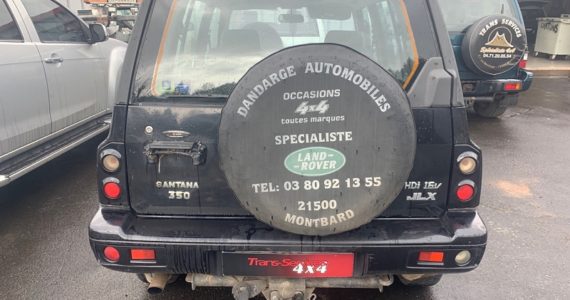 DANDARGE AUTOMOBILES
OCCASIONS
4x4
toutes marques
SPECIALISTE
LAND-
ROVER
TEL: 03 80 92 13 55
21500
MONTBARD
SANTANA
350
HDI 16V
JLX
Trans-Services
4x4
TRANS SERVICES
Spécialiste